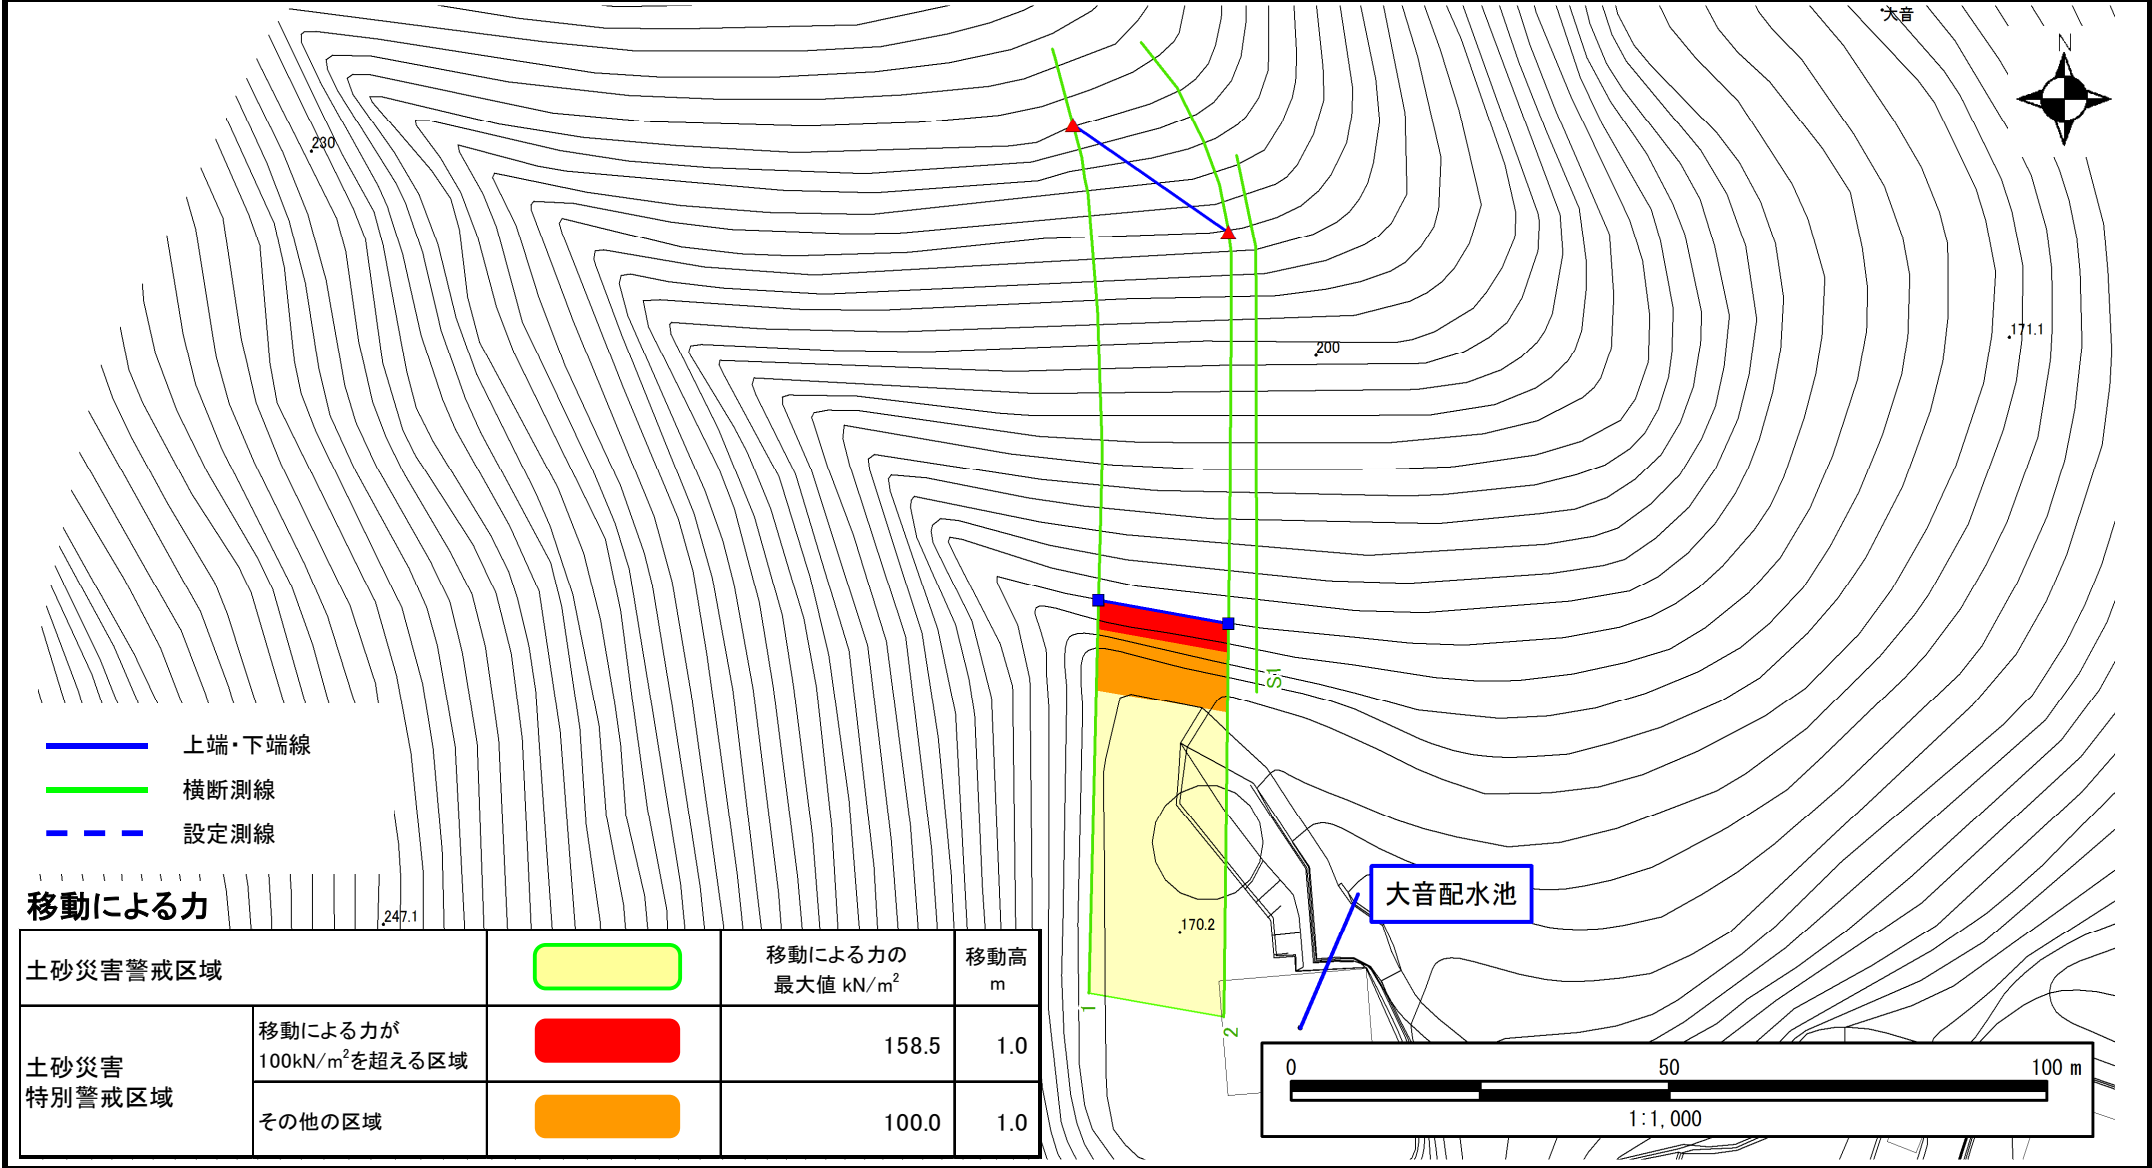 大音
N
230
171.1
200
S1
上端・下端線
横断測線
設定測線
大音配水池
移動による力
247.1
170.2
土砂災害警戒区域
移動による力の
最大値 kN/m²
移動高
m
1
2
土砂災害
特別警戒区域
移動による力が
100kN/m²を超える区域
158.5
1.0
その他の区域
100.0
1.0
0
50
100 m
1:1,000